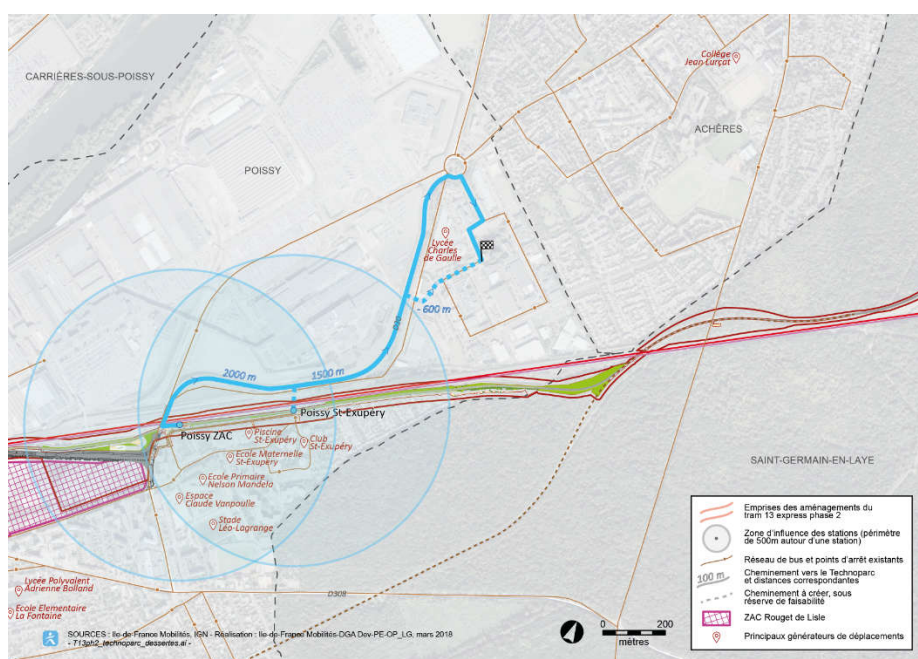 CARRIÈRES-SOUS-POISSY
Collège
Jean Lurçat
ACHÈRES
POISSY
Lycée
Charles
de Gaulle
- 600 m
D30
2000 m
1500 m
Poissy St-Exupéry
Poissy ZAC
Piscine
St-Exupéry
Club
St-Exupéry
Ecole Maternelle
St-Exupéry
Ecole Primaire
Nelson Mandela
Espace
Claude Vanpoulle
Stade
Léo-Lagrange
SAINT-GERMAIN-EN-LAYE
Lycée Polyvalent
Adrienne Bolland
Ecole Elementaire
La Fontaine
D308
Emprises des aménagements du
tram 13 express phase 2
Zone d'influence des stations (périmètre
de 500m autour d'une station)
Réseau de bus et points d'arrêt existants
100 m
Cheminement vers le Technoparc
et distances correspondantes
Cheminement à créer, sous
réserve de faisabilité
ZAC Rouget de Lisle
Principaux générateurs de déplacements
SOURCES : Ile-de-France Mobilités, IGN - Réalisation : Ile-de-France Mobilités-DGA Dev-PE-OP_LG, mars 2018
- T13ph2_technoparc_dessertes.ai -
0 200
mètres